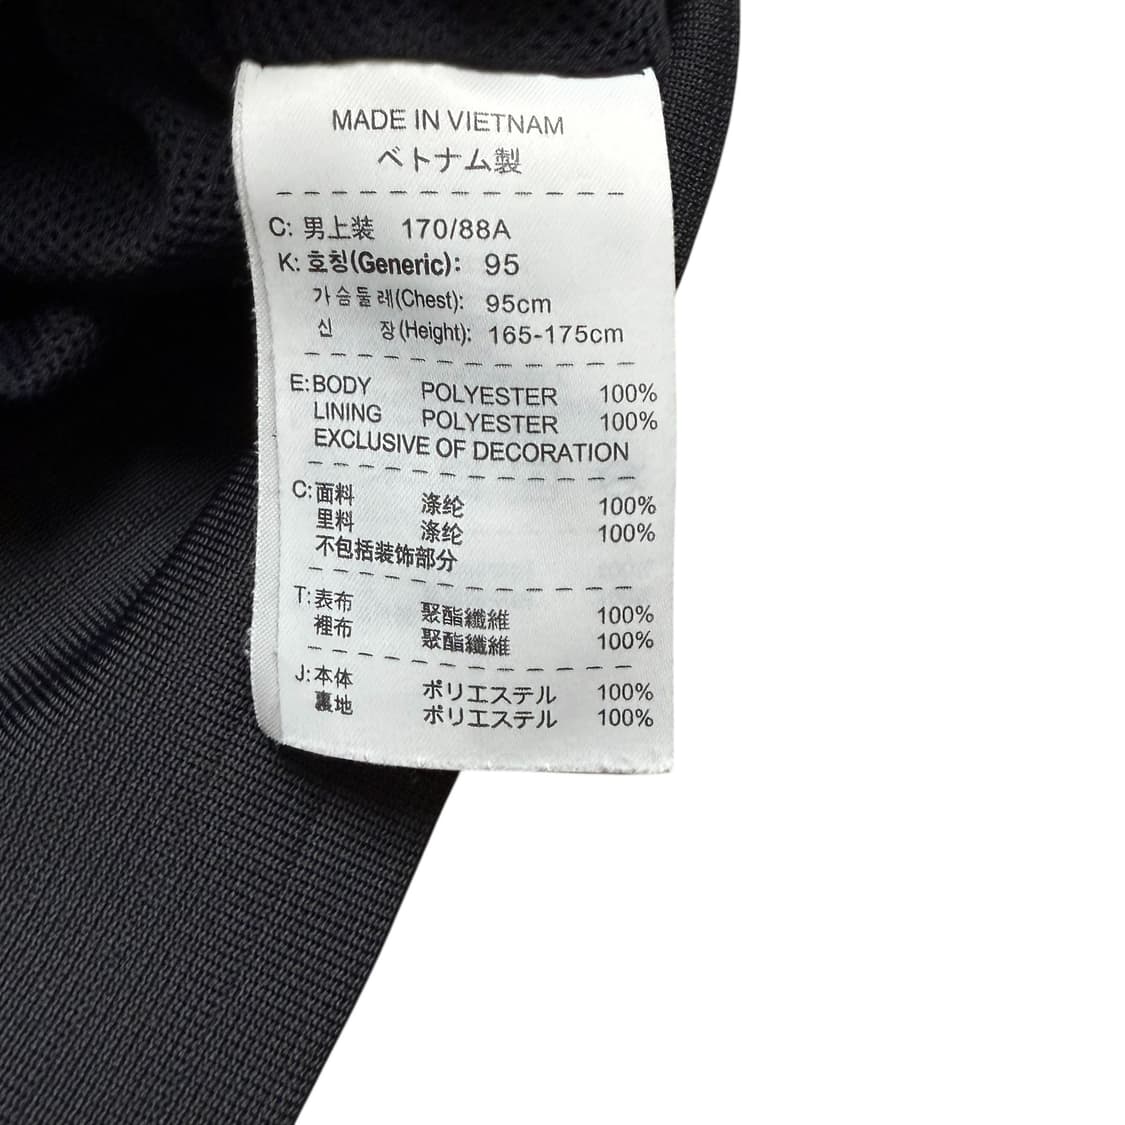 MADE IN VIETNAM
ベトナム製
C: 男上装 170/88A
K: 호칭(Generic): 95
가슴둘레(Chest): 95cm
신 장(Height): 165-175cm
E: BODY POLYESTER 100%
LINING POLYESTER 100%
EXCLUSIVE OF DECORATION
C: 面料 涤纶 100%
里料 涤纶 100%
不包括装饰部分
T: 表布 聚酯纖維 100%
裡布 聚酯纖維 100%
J: 本体 ポリエステル 100%
裏地 ポリエステル 100%